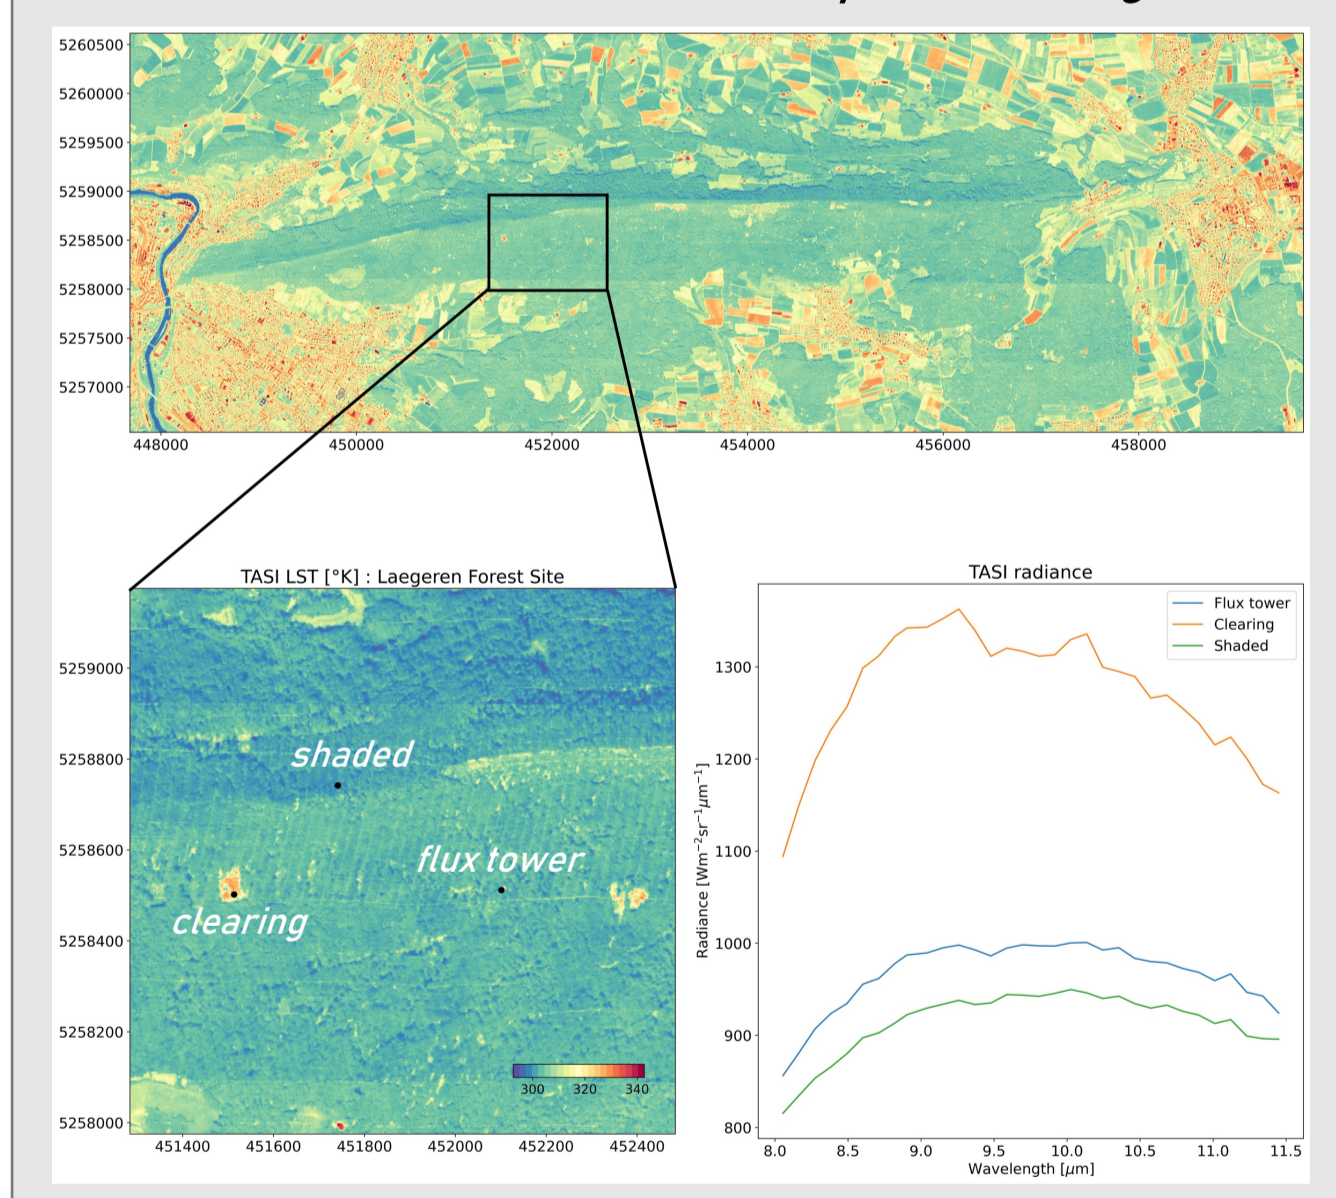 5260500
5260000
5259500
5259000
5258500
5258000
5257500
5257000
448000 450000 452000 454000 456000 458000
TASI LST [°K] : Laegeren Forest Site
5259000
5258800
5258600
5258400
5258200
5258000
shaded
flux tower
clearing
300 320 340
451400 451600 451800 452000 452200 452400
TASI radiance
Flux tower
Clearing
Shaded
Radiance [Wm⁻²sr⁻¹μm⁻¹]
1300
1200
1100
1000
900
800
8.0 8.5 9.0 9.5 10.0 10.5 11.0 11.5
Wavelength [μm]